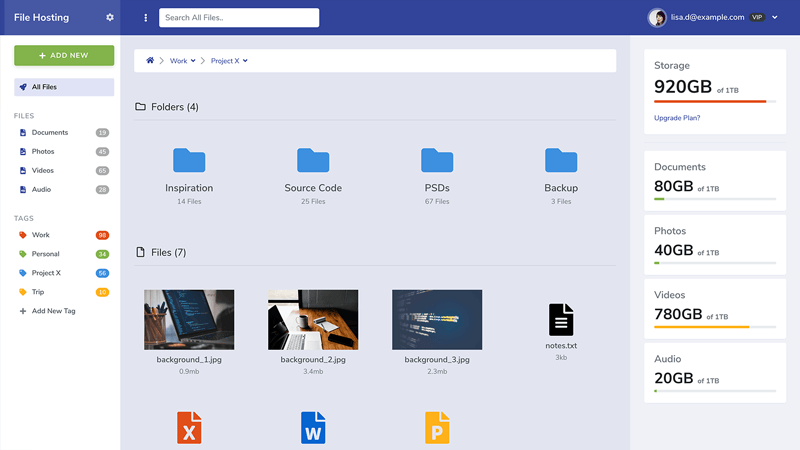 File Hosting
Search All Files..
lisa.d@example.com VIP
+ ADD NEW
All Files
FILES
Documents 19
Photos 45
Videos 65
Audio 28
TAGS
Work 98
Personal 34
Project X 56
Trip 10
+ Add New Tag
Work
Project X
Folders (4)
Inspiration
14 Files
Source Code
25 Files
PSDs
67 Files
Backup
3 Files
Files (7)
background_1.jpg
0.9mb
background_2.jpg
3.4mb
background_3.jpg
2.3mb
notes.txt
3kb
X
W
P
Storage
920GB of 1TB
Upgrade Plan?
Documents
80GB of 1TB
Photos
40GB of 1TB
Videos
780GB of 1TB
Audio
20GB of 1TB